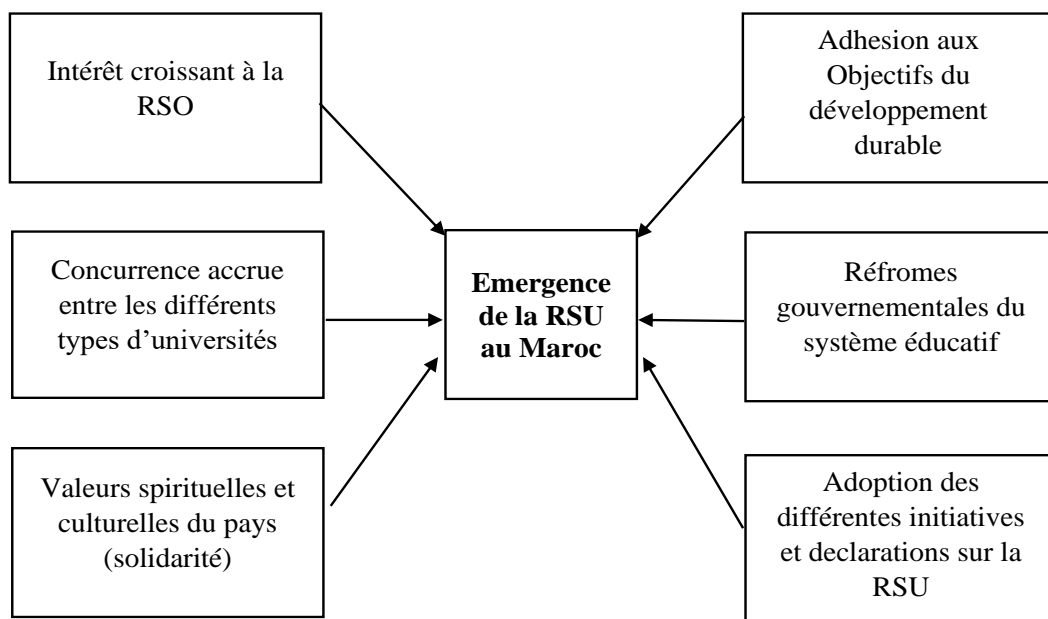 Intérêt croissant à la
RSO
Adhesion aux
Objectifs du
développement
durable
Concurrence accrue
entre les différents
types d’universités
Emergence
de la RSU
au Maroc
Réfromes
gouvernementales du
système éducatif
Valeurs spirituelles et
culturelles du pays
(solidarité)
Adoption des
différentes initiatives
et declarations sur la
RSU